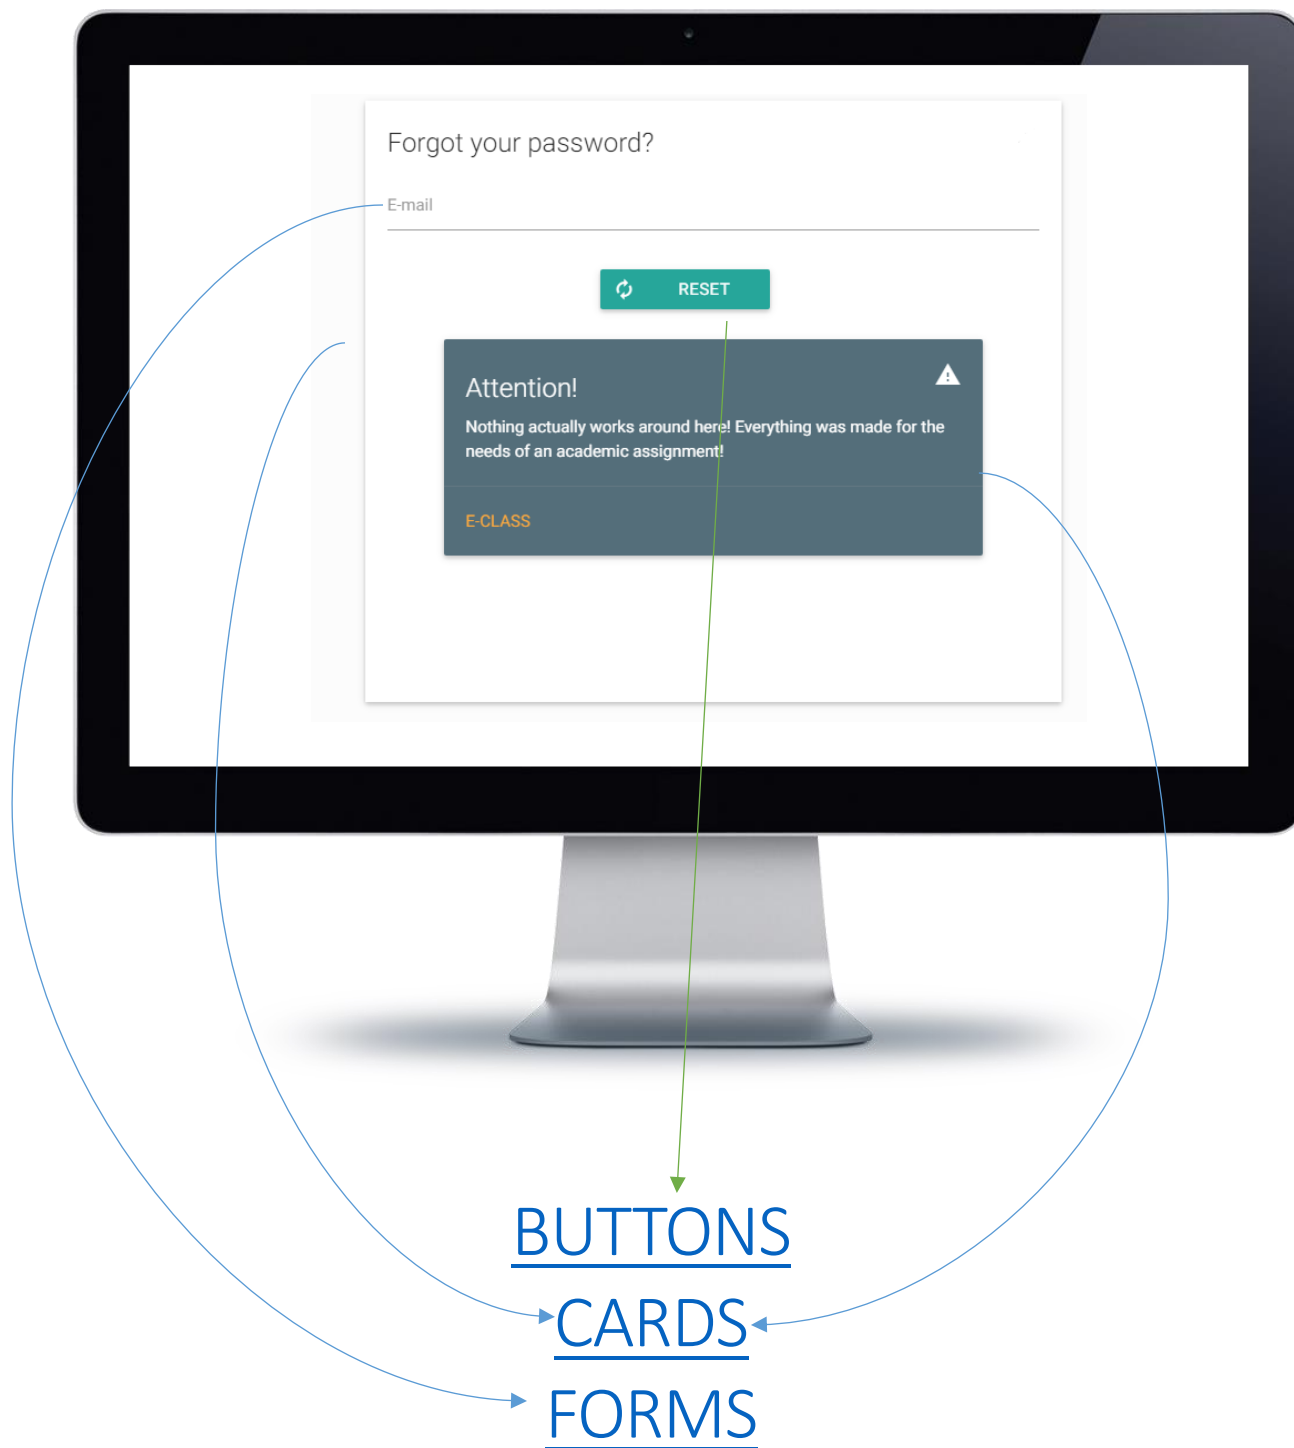 Forgot your password?
E-mail
RESET
Attention!
Nothing actually works around here! Everything was made for the
needs of an academic assignment!
E-CLASS
BUTTONS
CARDS
FORMS